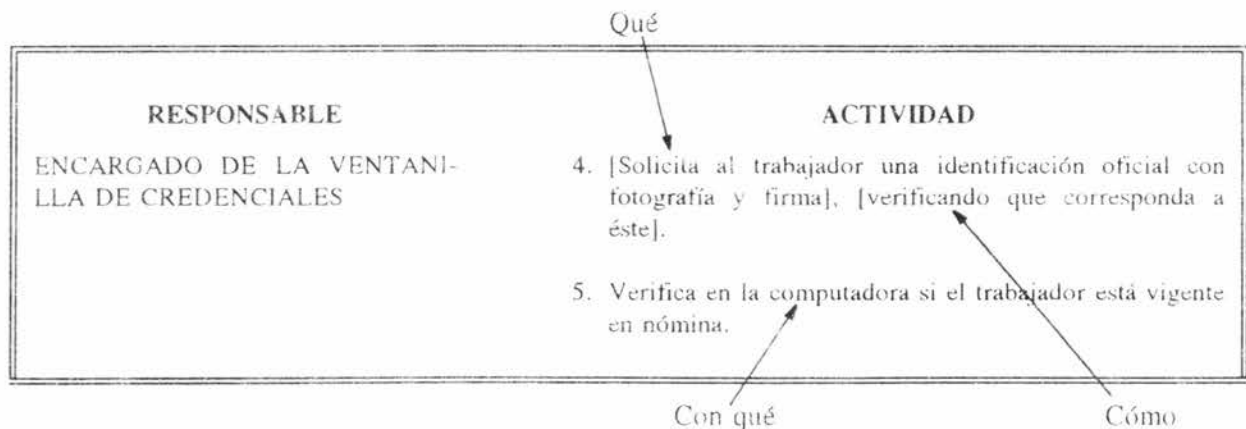 Qué
RESPONSABLE
ACTIVIDAD
ENCARGADO DE LA VENTANI-
LLA DE CREDENCIALES
4. [Solicita al trabajador una identificación oficial con
fotografía y firma], [verificando que corresponda a
éste].
5. Verifica en la computadora si el trabajador está vigente
en nómina.
Con qué
Cómo